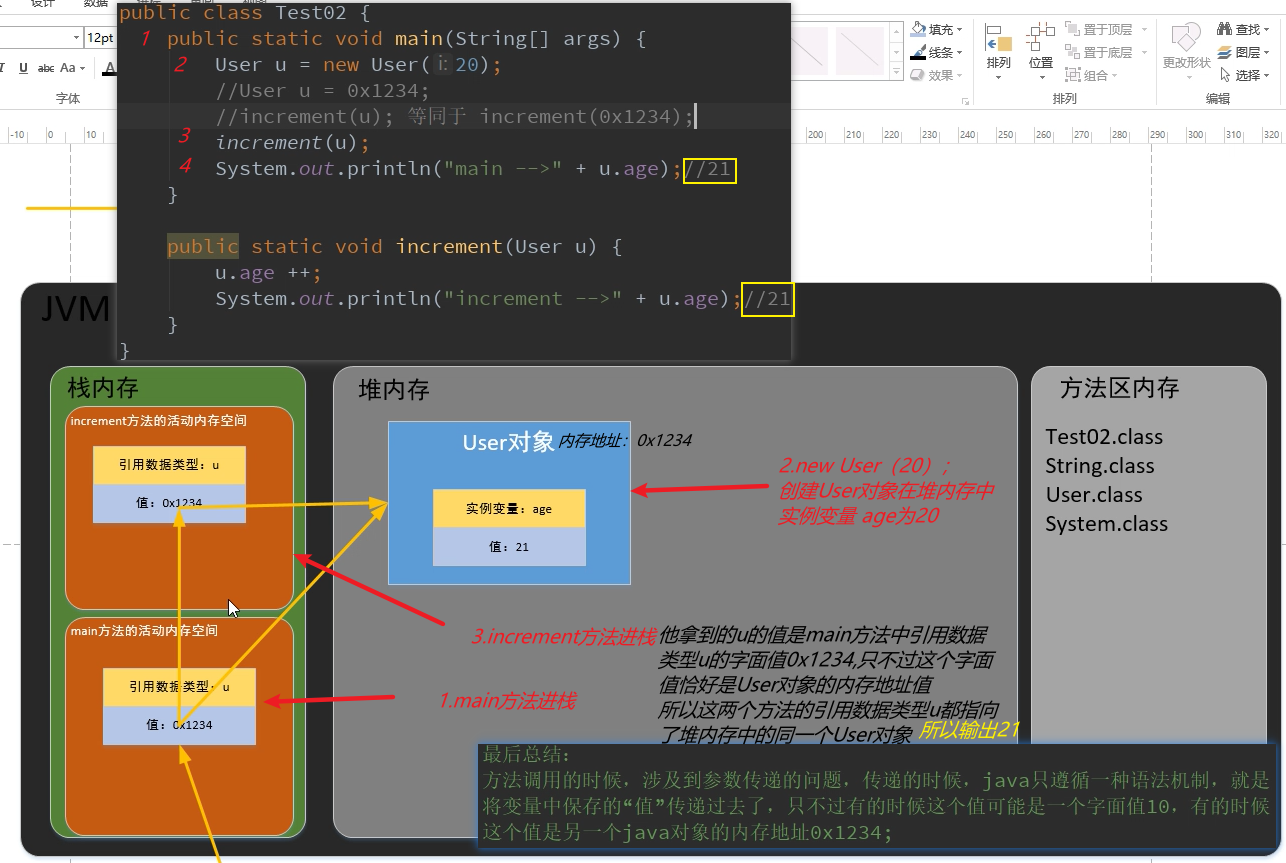 设计
数据
12pt
U abc Aa A
字体
填充
线条
效果
排列
位置
置于顶层
置于底层
组合
排列
更改形状
查找
图层
选择
编辑
-10 0 10
200 210 220 230 240 250 260 270 280 290 300 310 320
public class Test02 {
1 public static void main(String[] args) {
2 User u = new User( i: 20);
//User u = 0x1234;
//increment(u); 等同于 increment(0x1234);
3 increment(u);
4 System.out.println("main -->" + u.age);//21
}
public static void increment(User u) {
u.age ++;
System.out.println("increment -->" + u.age);//21
}
}
JVM
栈内存
increment方法的活动内存空间
引用数据类型：u
值：0x1234
main方法的活动内存空间
引用数据类型：u
值：0x1234
堆内存
User对象 内存地址：0x1234
实例变量：age
值：21
2.new User（20）;
创建User对象在堆内存中
实例变量 age为20
3.increment方法进栈
1.main方法进栈
他拿到的u的值是main方法中引用数据
类型u的字面值0x1234,只不过这个字面
值恰好是User对象的内存地址值
所以这两个方法的引用数据类型u都指向
了堆内存中的同一个User对象 所以输出21
方法区内存
Test02.class
String.class
User.class
System.class
最后总结：
方法调用的时候，涉及到参数传递的问题，传递的时候，java只遵循一种语法机制，就是
将变量中保存的“值”传递过去了，只不过有的时候这个值可能是一个字面值10，有的时候
这个值是另一个java对象的内存地址0x1234；